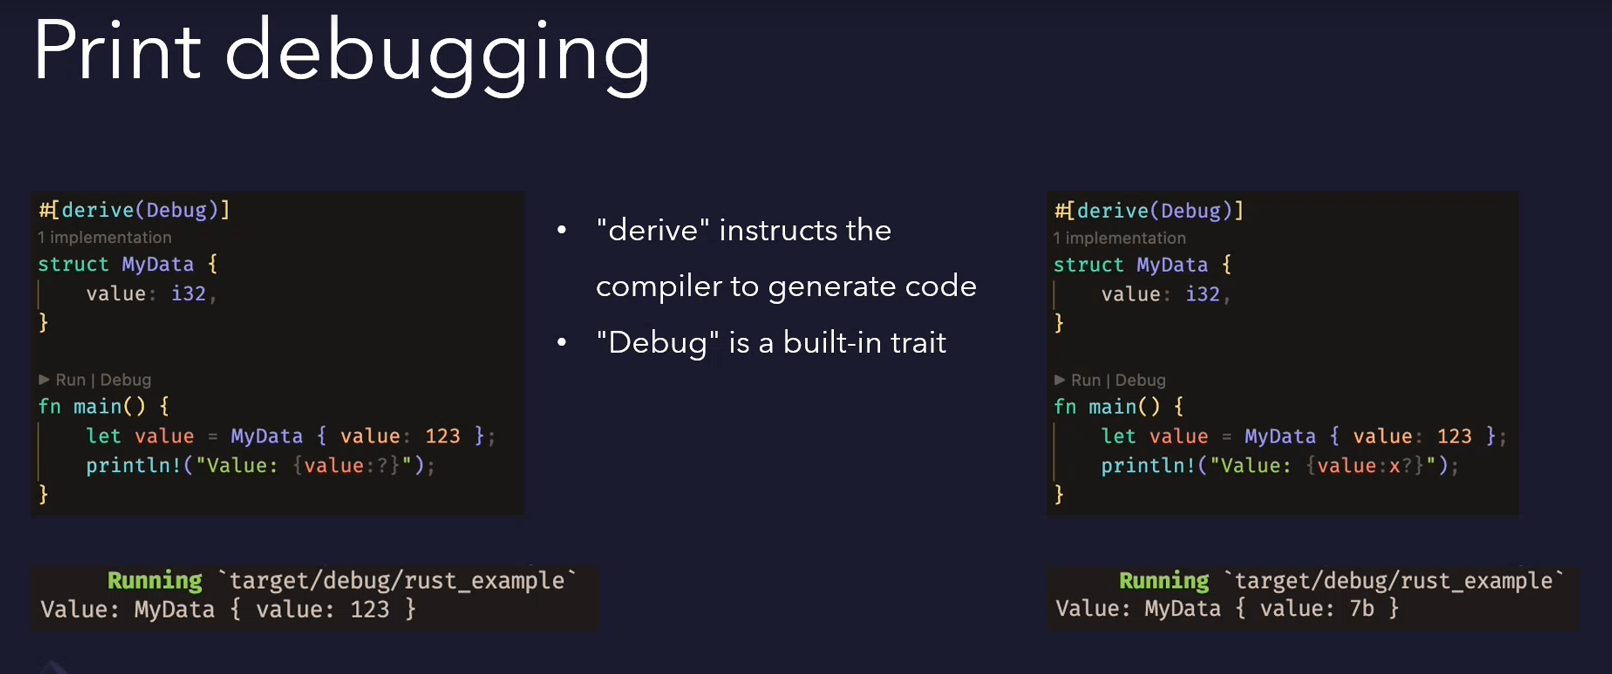 Print debugging
#[derive(Debug)]
1 implementation
struct MyData {
    value: i32,
}
▶ Run | Debug
fn main() {
    let value = MyData { value: 123 };
    println!("Value: {value:?}");
}
Running `target/debug/rust_example`
Value: MyData { value: 123 }
• "derive" instructs the
compiler to generate code
• "Debug" is a built-in trait
#[derive(Debug)]
1 implementation
struct MyData {
    value: i32,
}
▶ Run | Debug
fn main() {
    let value = MyData { value: 123 };
    println!("Value: {value:x?}");
}
Running `target/debug/rust_example`
Value: MyData { value: 7b }